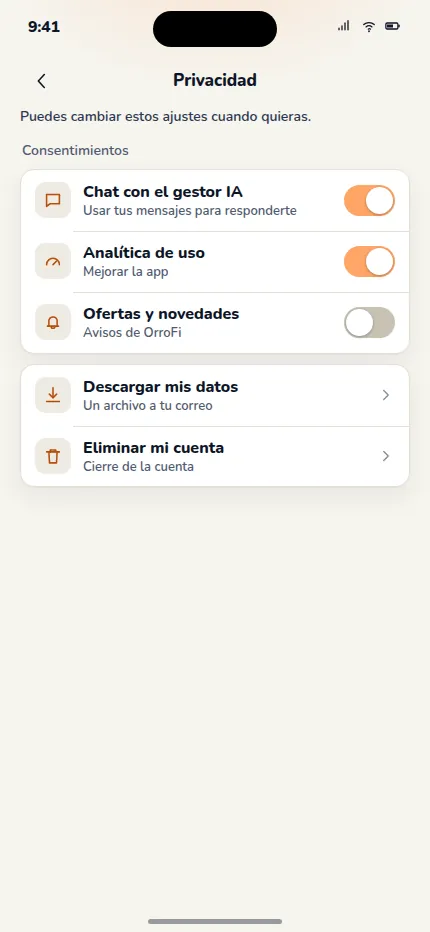 9:41
Privacidad
Puedes cambiar estos ajustes cuando quieras.
Consentimientos
Chat con el gestor IA
Usar tus mensajes para responderte
Analítica de uso
Mejorar la app
Ofertas y novedades
Avisos de OrroFi
Descargar mis datos
Un archivo a tu correo
Eliminar mi cuenta
Cierre de la cuenta